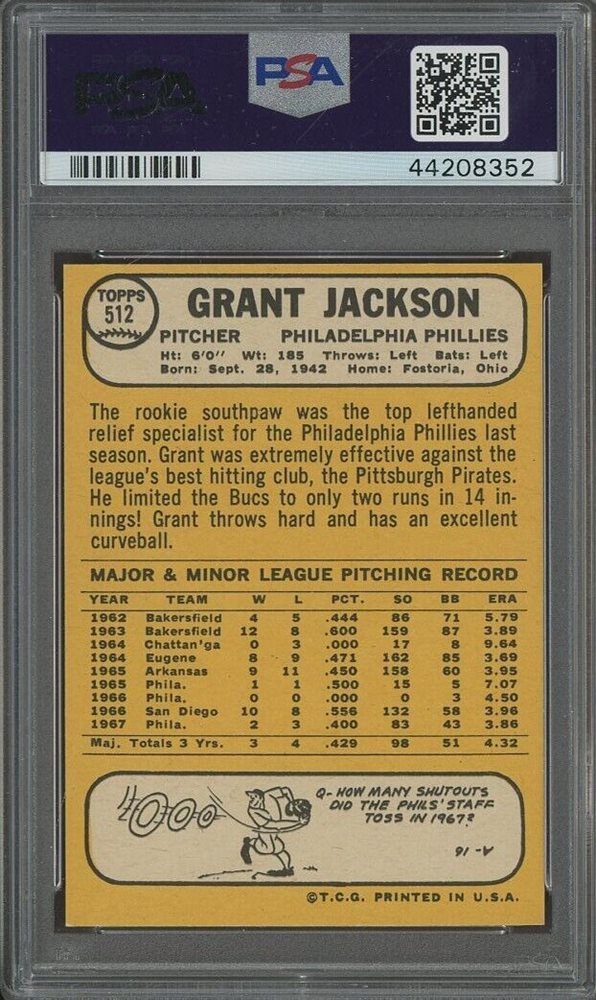 PSA
PSA
44208352
TOPPS
512
GRANT JACKSON
PITCHER PHILADELPHIA PHILLIES
Ht: 6'0" Wt: 185 Throws: Left Bats: Left
Born: Sept. 28, 1942 Home: Fostoria, Ohio
The rookie southpaw was the top lefthanded
relief specialist for the Philadelphia Phillies last
season. Grant was extremely effective against the
league's best hitting club, the Pittsburgh Pirates.
He limited the Bucs to only two runs in 14 in-
nings! Grant throws hard and has an excellent
curveball.
MAJOR & MINOR LEAGUE PITCHING RECORD
YEAR TEAM W L PCT. SO BB ERA
1962 Bakersfield 4 5 .444 86 71 5.79
1963 Bakersfield 12 8 .600 159 87 3.89
1964 Chattan'ga 0 3 .000 17 8 9.64
1964 Eugene 8 9 .471 162 85 3.69
1965 Arkansas 9 11 .450 158 60 3.95
1965 Phila. 1 1 .500 15 5 7.07
1966 Phila. 0 0 .000 0 3 4.50
1966 San Diego 10 8 .556 132 58 3.96
1967 Phila. 2 3 .400 83 43 3.86
Maj. Totals 3 Yrs. 3 4 .429 98 51 4.32
0000
Q- HOW MANY SHUTOUTS
DID THE PHILS' STAFF
TOSS IN 1967?
A- 16
©T.C.G. PRINTED IN U.S.A.